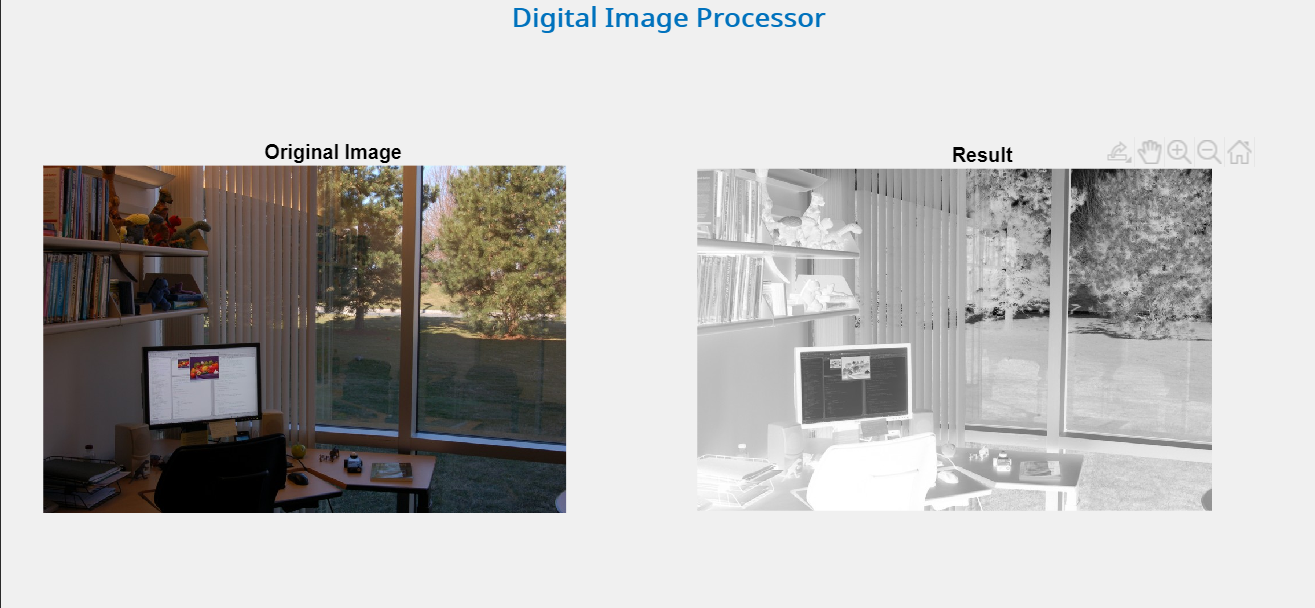 Digital Image Processor
Original Image
Result